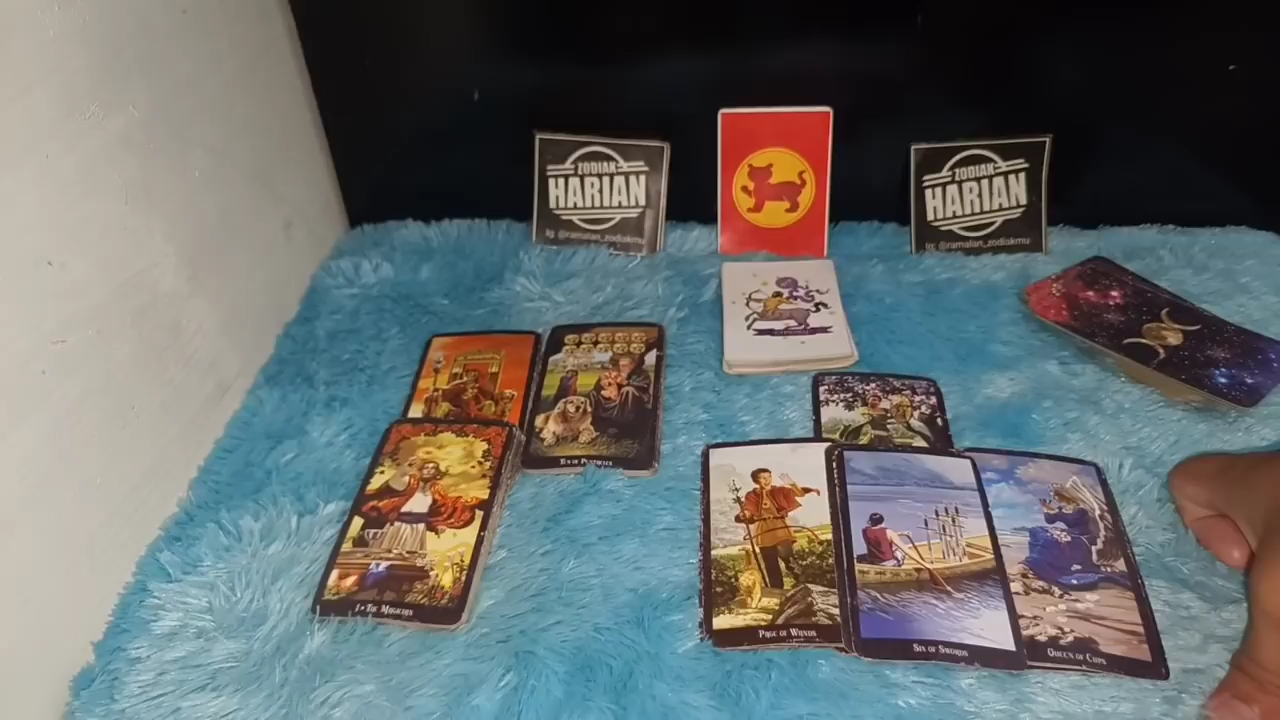 ZODIAK
HARIAN
Ig: @ramalan_zodiakmu
ZODIAK
HARIAN
Ig: @ramalan_zodiakmu
Ten of Pentacles
I • The Magician
Page of Wands
Six of Swords
Queen of Cups